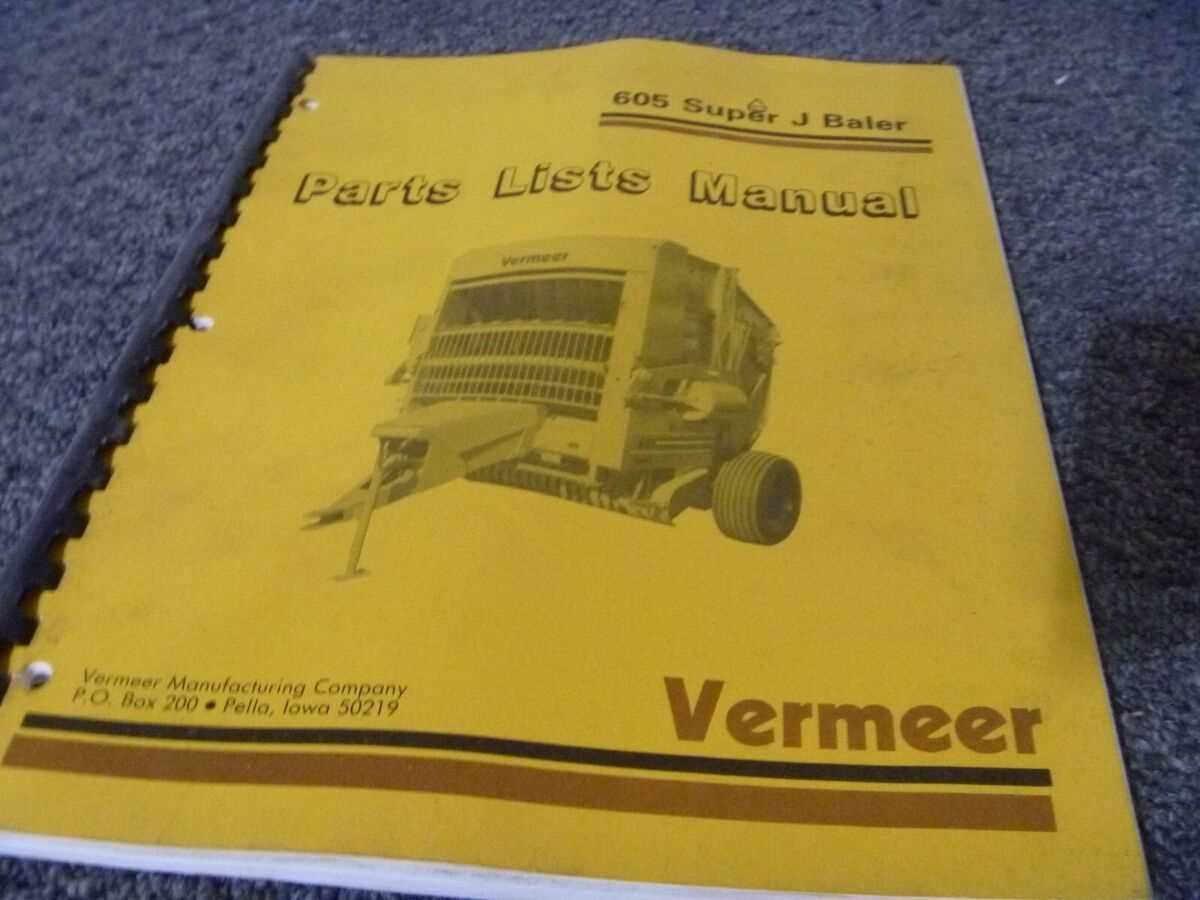 605 Super J Baler
Parts Lists Manual
Vermeer
Vermeer Manufacturing Company
P.O. Box 200 • Pella, Iowa 50219
Vermeer